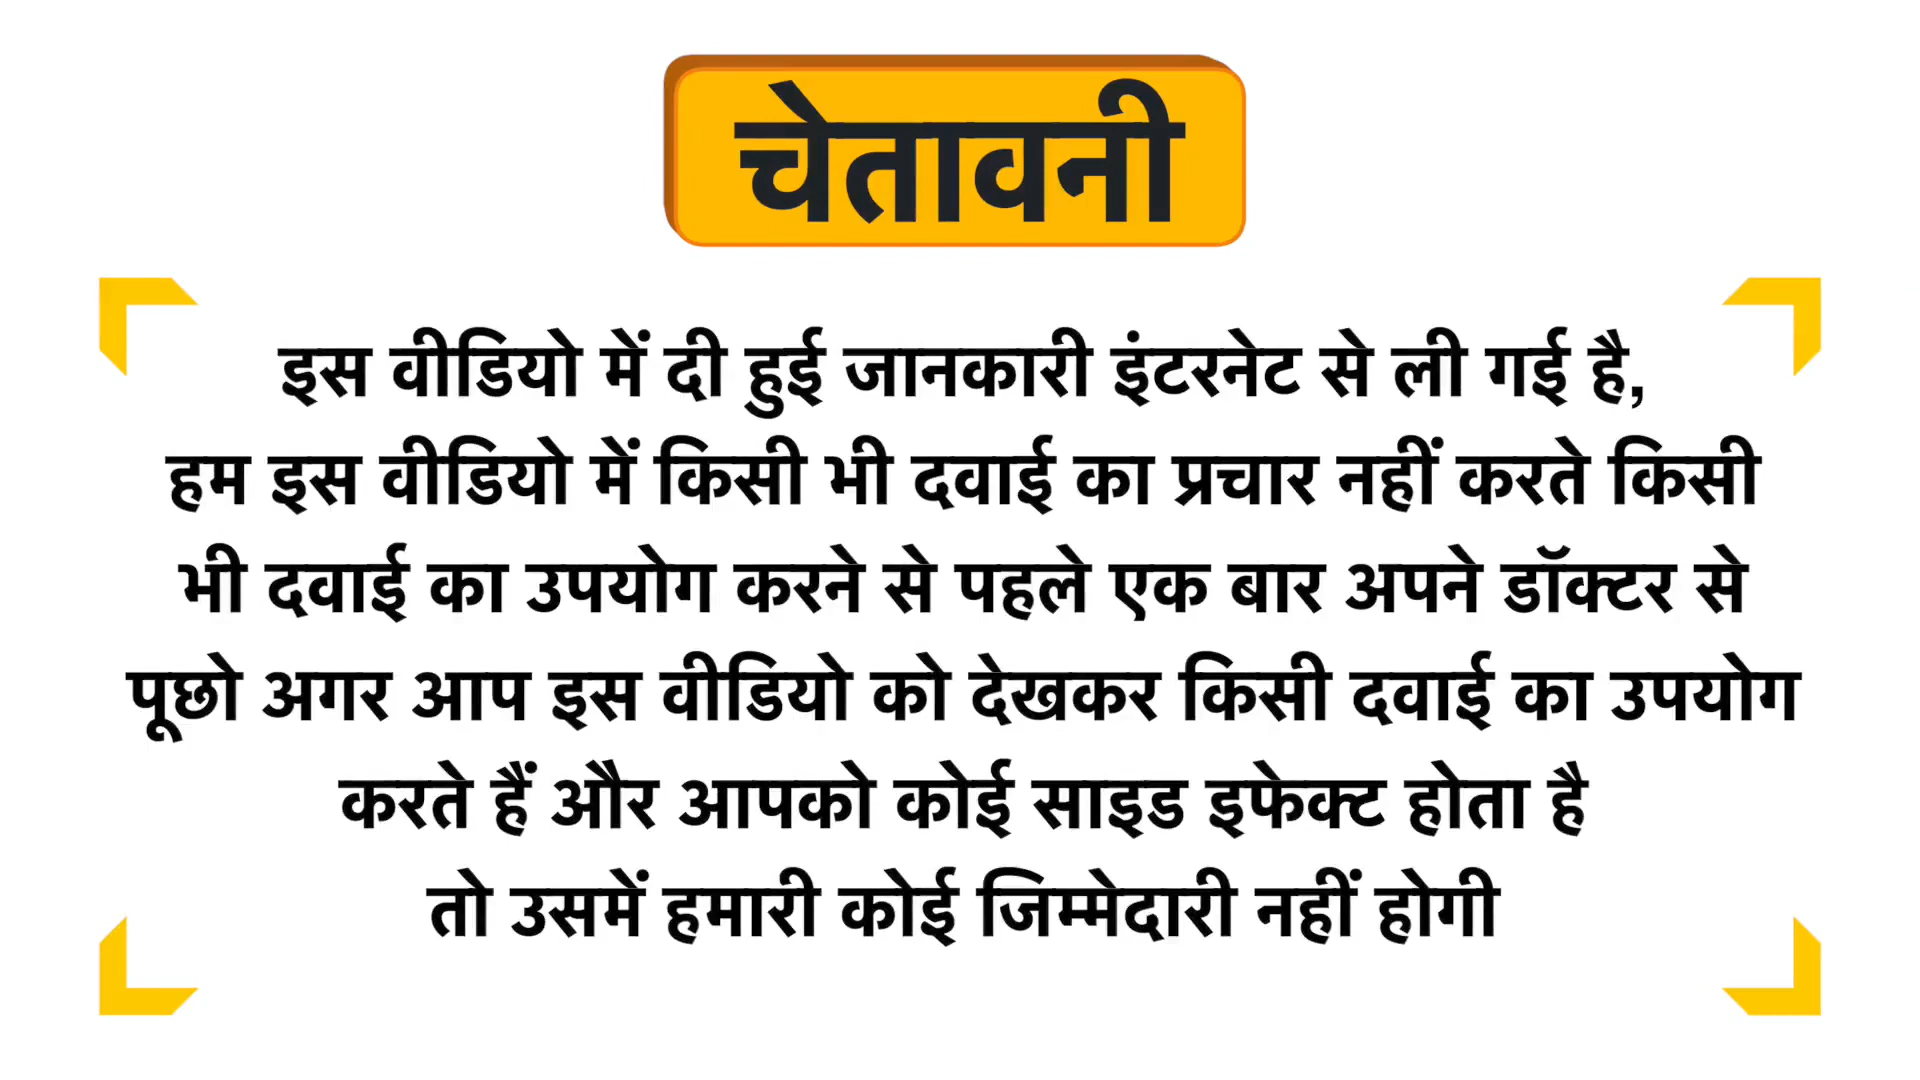 चेतावनी
इस वीडियो में दी हुई जानकारी इंटरनेट से ली गई है,
हम इस वीडियो में किसी भी दवाई का प्रचार नहीं करते किसी
भी दवाई का उपयोग करने से पहले एक बार अपने डॉक्टर से
पूछो अगर आप इस वीडियो को देखकर किसी दवाई का उपयोग
करते हैं और आपको कोई साइड इफेक्ट होता है
तो उसमें हमारी कोई जिम्मेदारी नहीं होगी